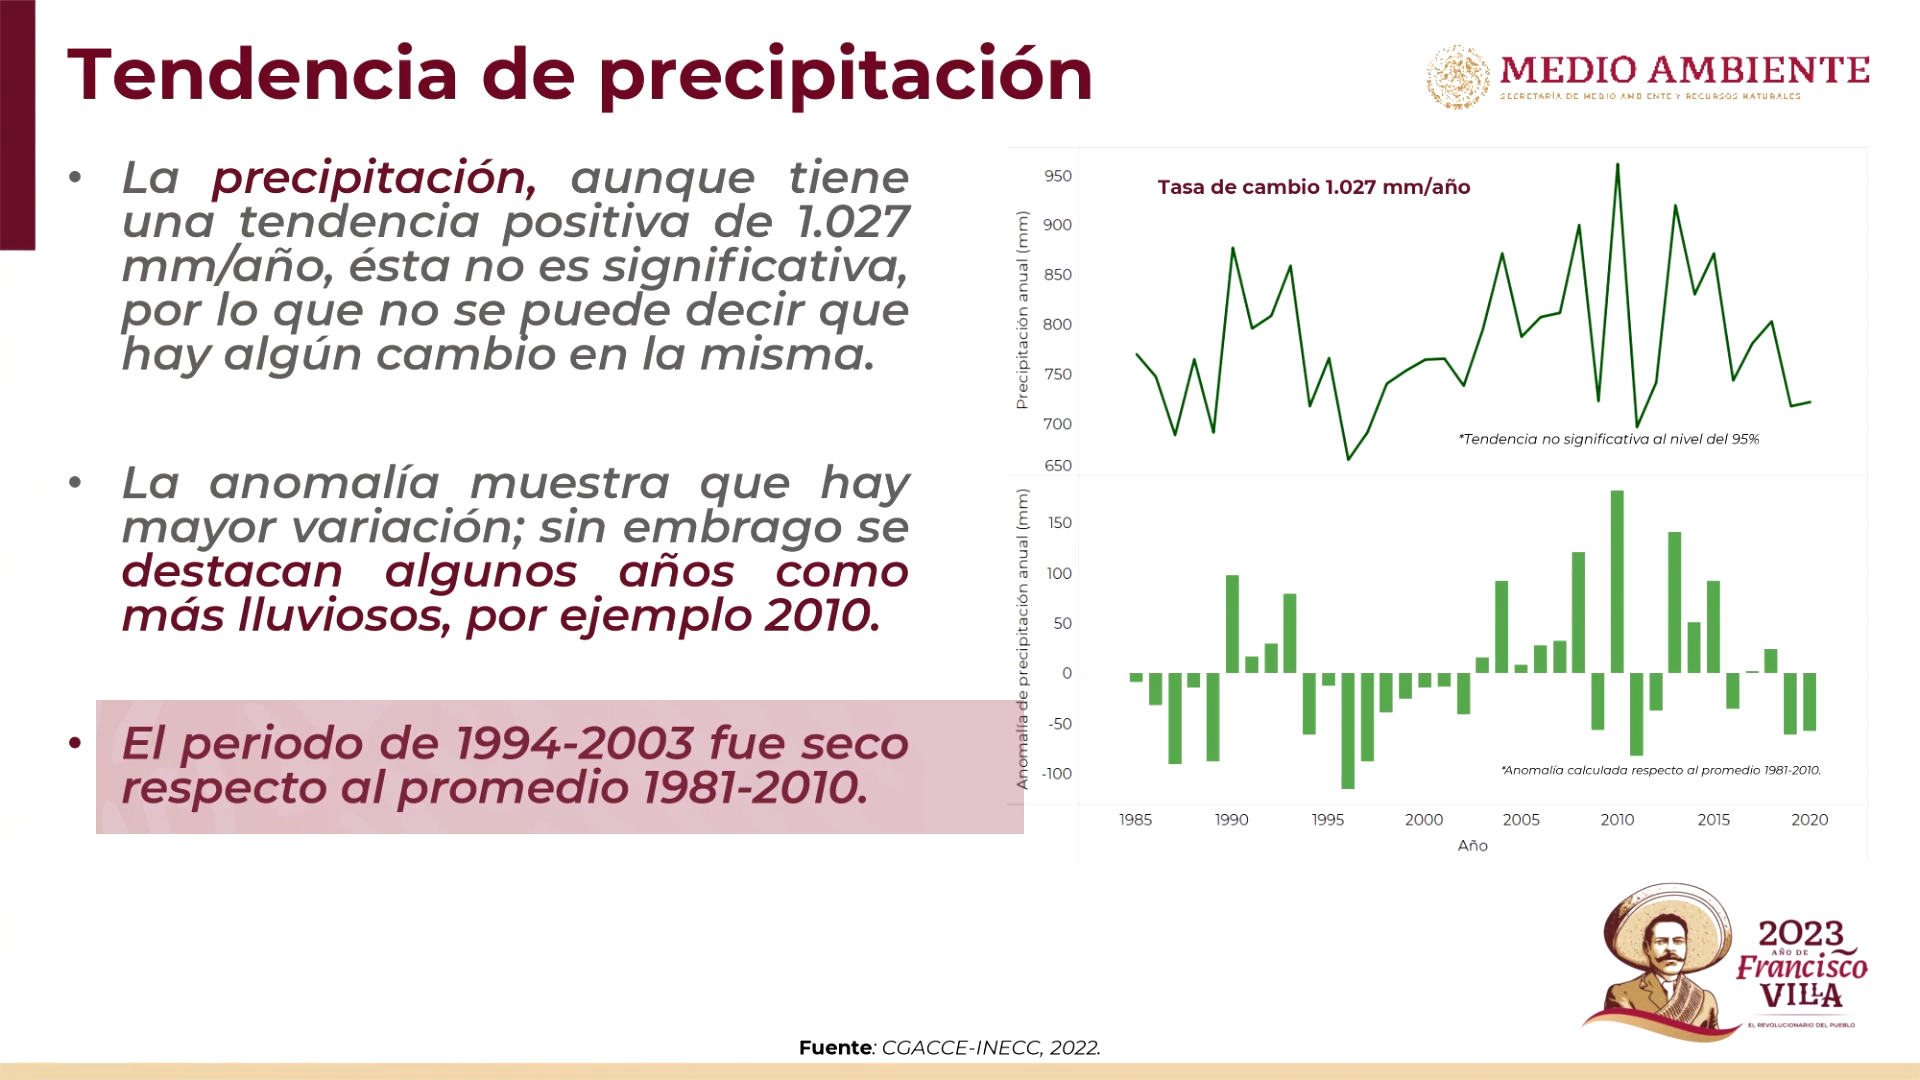 Tendencia de precipitación
MEDIO AMBIENTE
SECRETARÍA DE MEDIO AMBIENTE Y RECURSOS NATURALES
• La precipitación, aunque tiene
una tendencia positiva de 1.027
mm/año, ésta no es significativa,
por lo que no se puede decir que
hay algún cambio en la misma.
• La anomalía muestra que hay
mayor variación; sin embrago se
destacan algunos años como
más lluviosos, por ejemplo 2010.
• El periodo de 1994-2003 fue seco
respecto al promedio 1981-2010.
Tasa de cambio 1.027 mm/año
Precipitación anual (mm)
950
900
850
800
750
700
650
*Tendencia no significativa al nivel del 95%
Anomalía de precipitación anual (mm)
150
100
50
0
-50
-100
*Anomalía calculada respecto al promedio 1981-2010.
1985 1990 1995 2000 2005 2010 2015 2020
Año
2023
AÑO DE
Francisco
VILLA
EL REVOLUCIONARIO DEL PUEBLO
Fuente: CGACCE-INECC, 2022.